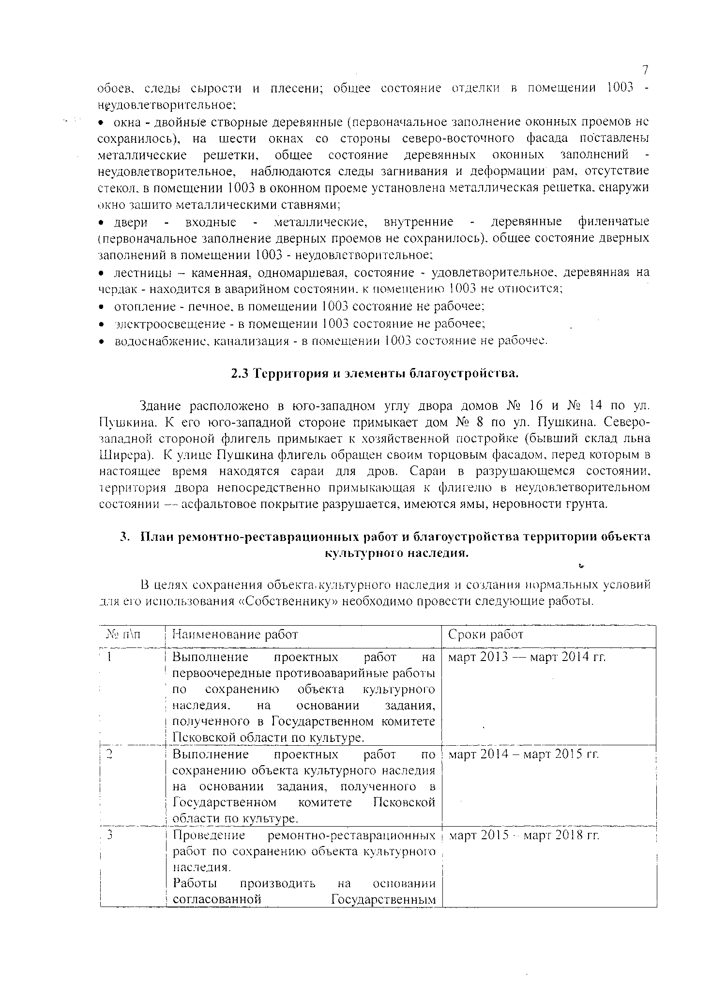 7
обоев, следы сырости и плесени; общее состояние отделки в помещении 1003 -
неудовлетворительное;
• окна - двойные створные деревянные (первоначальное заполнение оконных проемов не
сохранилось), на шести окнах со стороны северо-восточного фасада поставлены
металлические решетки, общее состояние деревянных оконных заполнений -
неудовлетворительное, наблюдаются следы загнивания и деформации рам, отсутствие
стекол, в помещении 1003 в оконном проеме установлена металлическая решетка, снаружи
окно зашито металлическими ставнями;
• двери - входные - металлические, внутренние - деревянные филенчатые
(первоначальное заполнение дверных проемов не сохранилось), общее состояние дверных
заполнений в помещении 1003 - неудовлетворительное;
• лестницы – каменная, одномаршевая, состояние - удовлетворительное, деревянная на
чердак - находится в аварийном состоянии, к помещению 1003 не относится;
• отопление - печное, в помещении 1003 состояние не рабочее;
• электроосвещение - в помещении 1003 состояние не рабочее;
• водоснабжение, канализация - в помещении 1003 состояние не рабочее.
2.3 Территория и элементы благоустройства.
Здание расположено в юго-западном углу двора домов № 16 и № 14 по ул.
Пушкина. К его юго-западной стороне примыкает дом № 8 по ул. Пушкина. Северо-
западной стороной флигель примыкает к хозяйственной постройке (бывший склад льна
Ширера). К улице Пушкина флигель обращен своим торцовым фасадом, перед которым в
настоящее время находятся сараи для дров. Сараи в разрушающемся состоянии,
территория двора непосредственно примыкающая к флигелю в неудовлетворительном
состоянии — асфальтовое покрытие разрушается, имеются ямы, неровности грунта.
3. План ремонтно-реставрационных работ и благоустройства территории объекта
культурного наследия.
В целях сохранения объекта культурного наследия и создания нормальных условий
для его использования «Собственнику» необходимо провести следующие работы.
№ п\п Наименование работ Сроки работ
1 Выполнение проектных работ на март 2013 — март 2014 гг.
первоочередные противоаварийные работы
по сохранению объекта культурного
наследия, на основании задания,
полученного в Государственном комитете
Псковской области по культуре.
2 Выполнение проектных работ по март 2014 – март 2015 гг.
сохранению объекта культурного наследия
на основании задания, полученного в
Государственном комитете Псковской
области по культуре.
3 Проведение ремонтно-реставрационных март 2015 - март 2018 гг.
работ по сохранению объекта культурного
наследия.
Работы производить на основании
согласованной Государственным